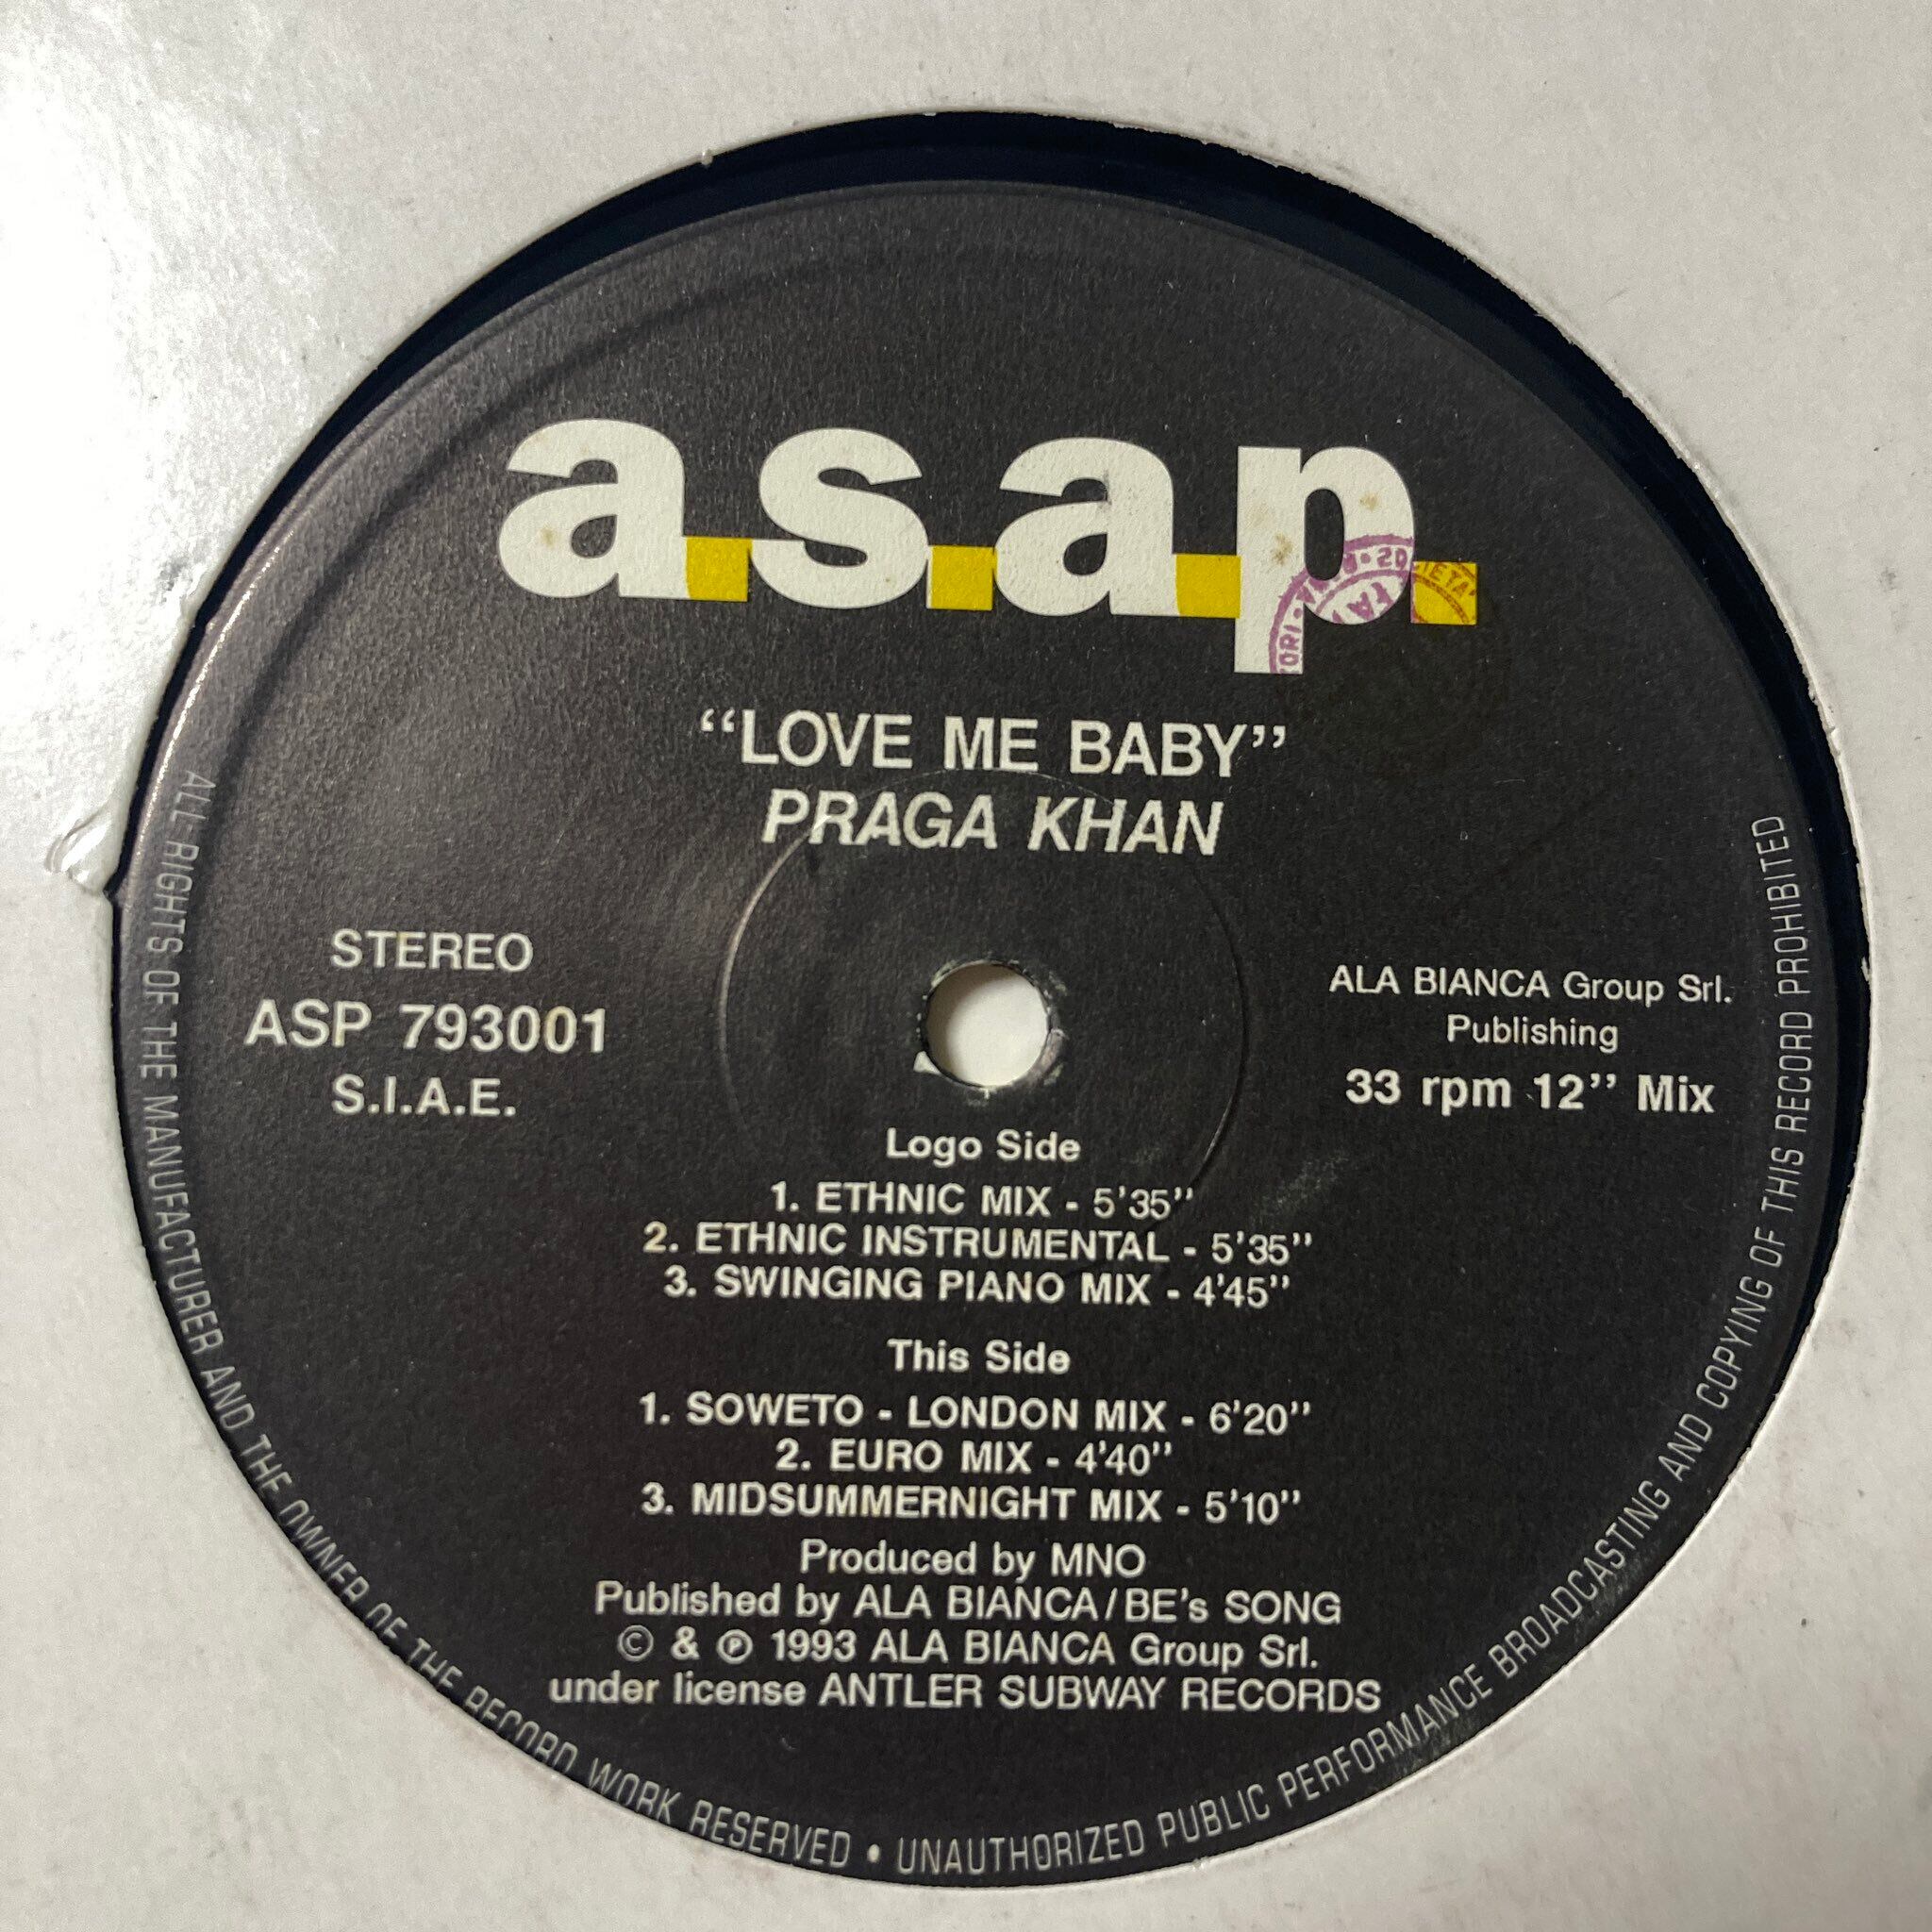 a.s.a.p.
“LOVE ME BABY”
PRAGA KHAN
STEREO
ASP 793001
S.I.A.E.
ALA BIANCA Group Srl.
Publishing
33 rpm 12” Mix
Logo Side
1. ETHNIC MIX - 5’35”
2. ETHNIC INSTRUMENTAL - 5’35”
3. SWINGING PIANO MIX - 4’45”
This Side
1. SOWETO - LONDON MIX - 6’20”
2. EURO MIX - 4’40”
3. MIDSUMMERNIGHT MIX - 5’10”
Produced by MNO
Published by ALA BIANCA/BE’s SONG
© & ℗ 1993 ALA BIANCA Group Srl.
under license ANTLER SUBWAY RECORDS
ALL RIGHTS OF THE MANUFACTURER AND THE OWNER OF THE RECORD WORK RESERVED • UNAUTHORIZED PUBLIC PERFORMANCE BROADCASTING AND COPYING OF THIS RECORD PROHIBITED